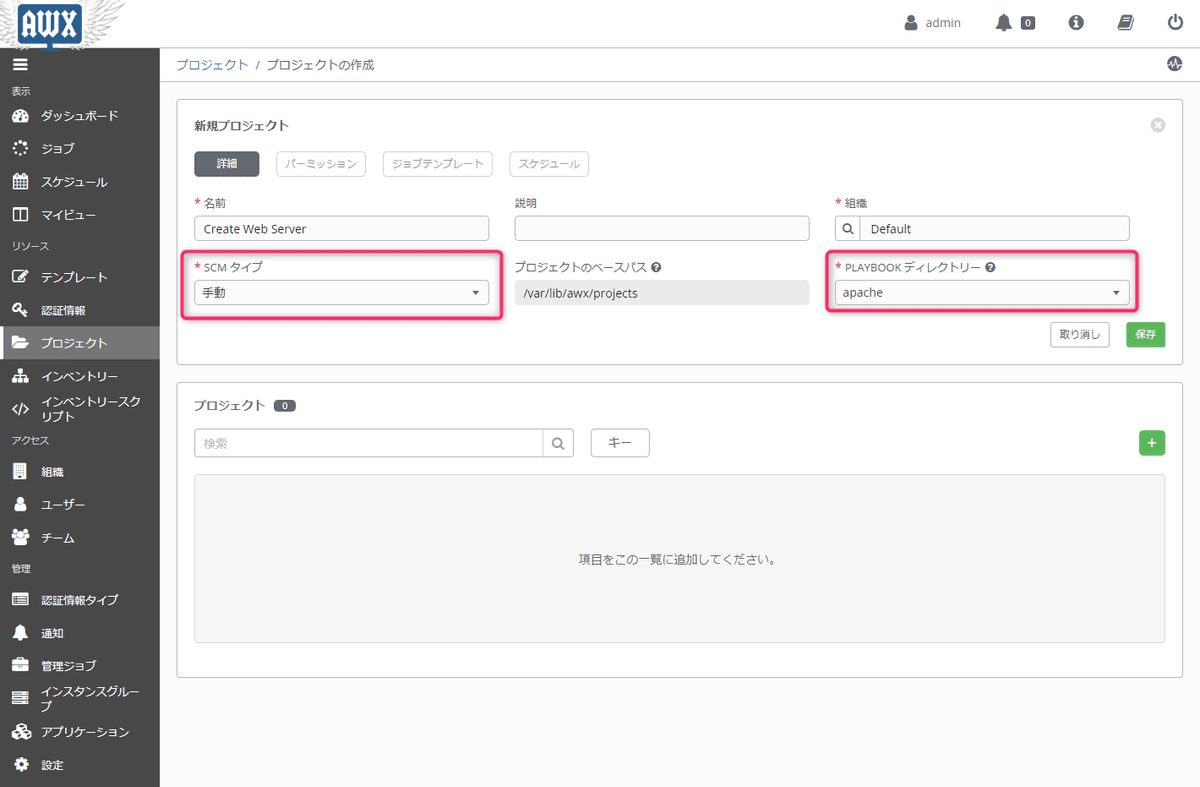 AWX
admin
0
表示
ダッシュボード
ジョブ
スケジュール
マイビュー
リソース
テンプレート
認証情報
プロジェクト
インベントリー
インベントリースク
リプト
アクセス
組織
ユーザー
チーム
管理
認証情報タイプ
通知
管理ジョブ
インスタンスグルー
プ
アプリケーション
設定
プロジェクト / プロジェクトの作成
新規プロジェクト
詳細
パーミッション
ジョブテンプレート
スケジュール
* 名前
説明
* 組織
Create Web Server
Default
* SCM タイプ
プロジェクトのベースパス
* PLAYBOOK ディレクトリー
手動
/var/lib/awx/projects
apache
取り消し
保存
プロジェクト 0
検索
キー
+
項目をこの一覧に追加してください。